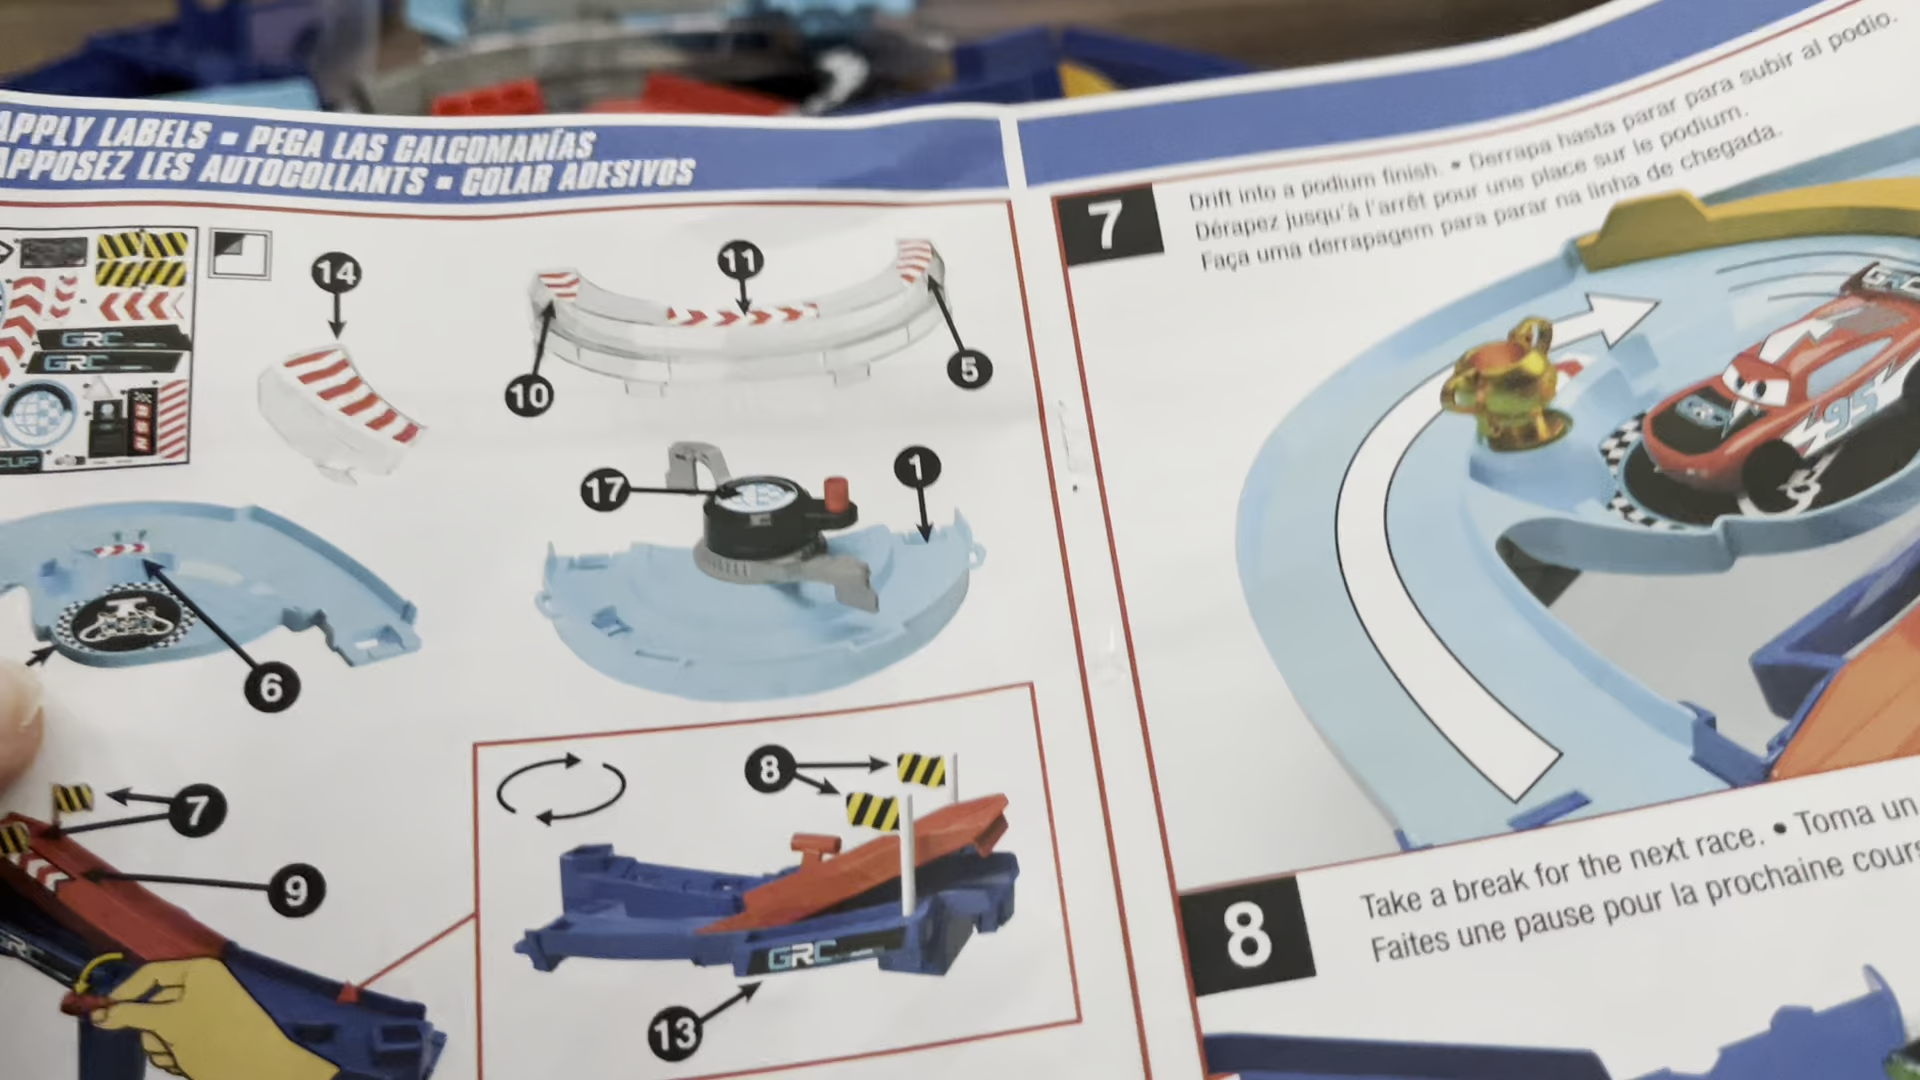 APPLY LABELS ▪ PEGA LAS CALCOMANÍAS
APPOSEZ LES AUTOCOLLANTS ▪ COLAR ADESIVOS
GRC
GRC
CUP
14
11
10
5
17
1
6
7
9
GRC
8
GRC
13
7
Drift into a podium finish. • Derrapa hasta parar para subir al podio.
Dérapez jusqu'à l'arrêt pour une place sur le podium.
Faça uma derrapagem para parar na linha de chegada.
GRC
95
8
Take a break for the next race. • Toma un
Faites une pause pour la prochaine cours